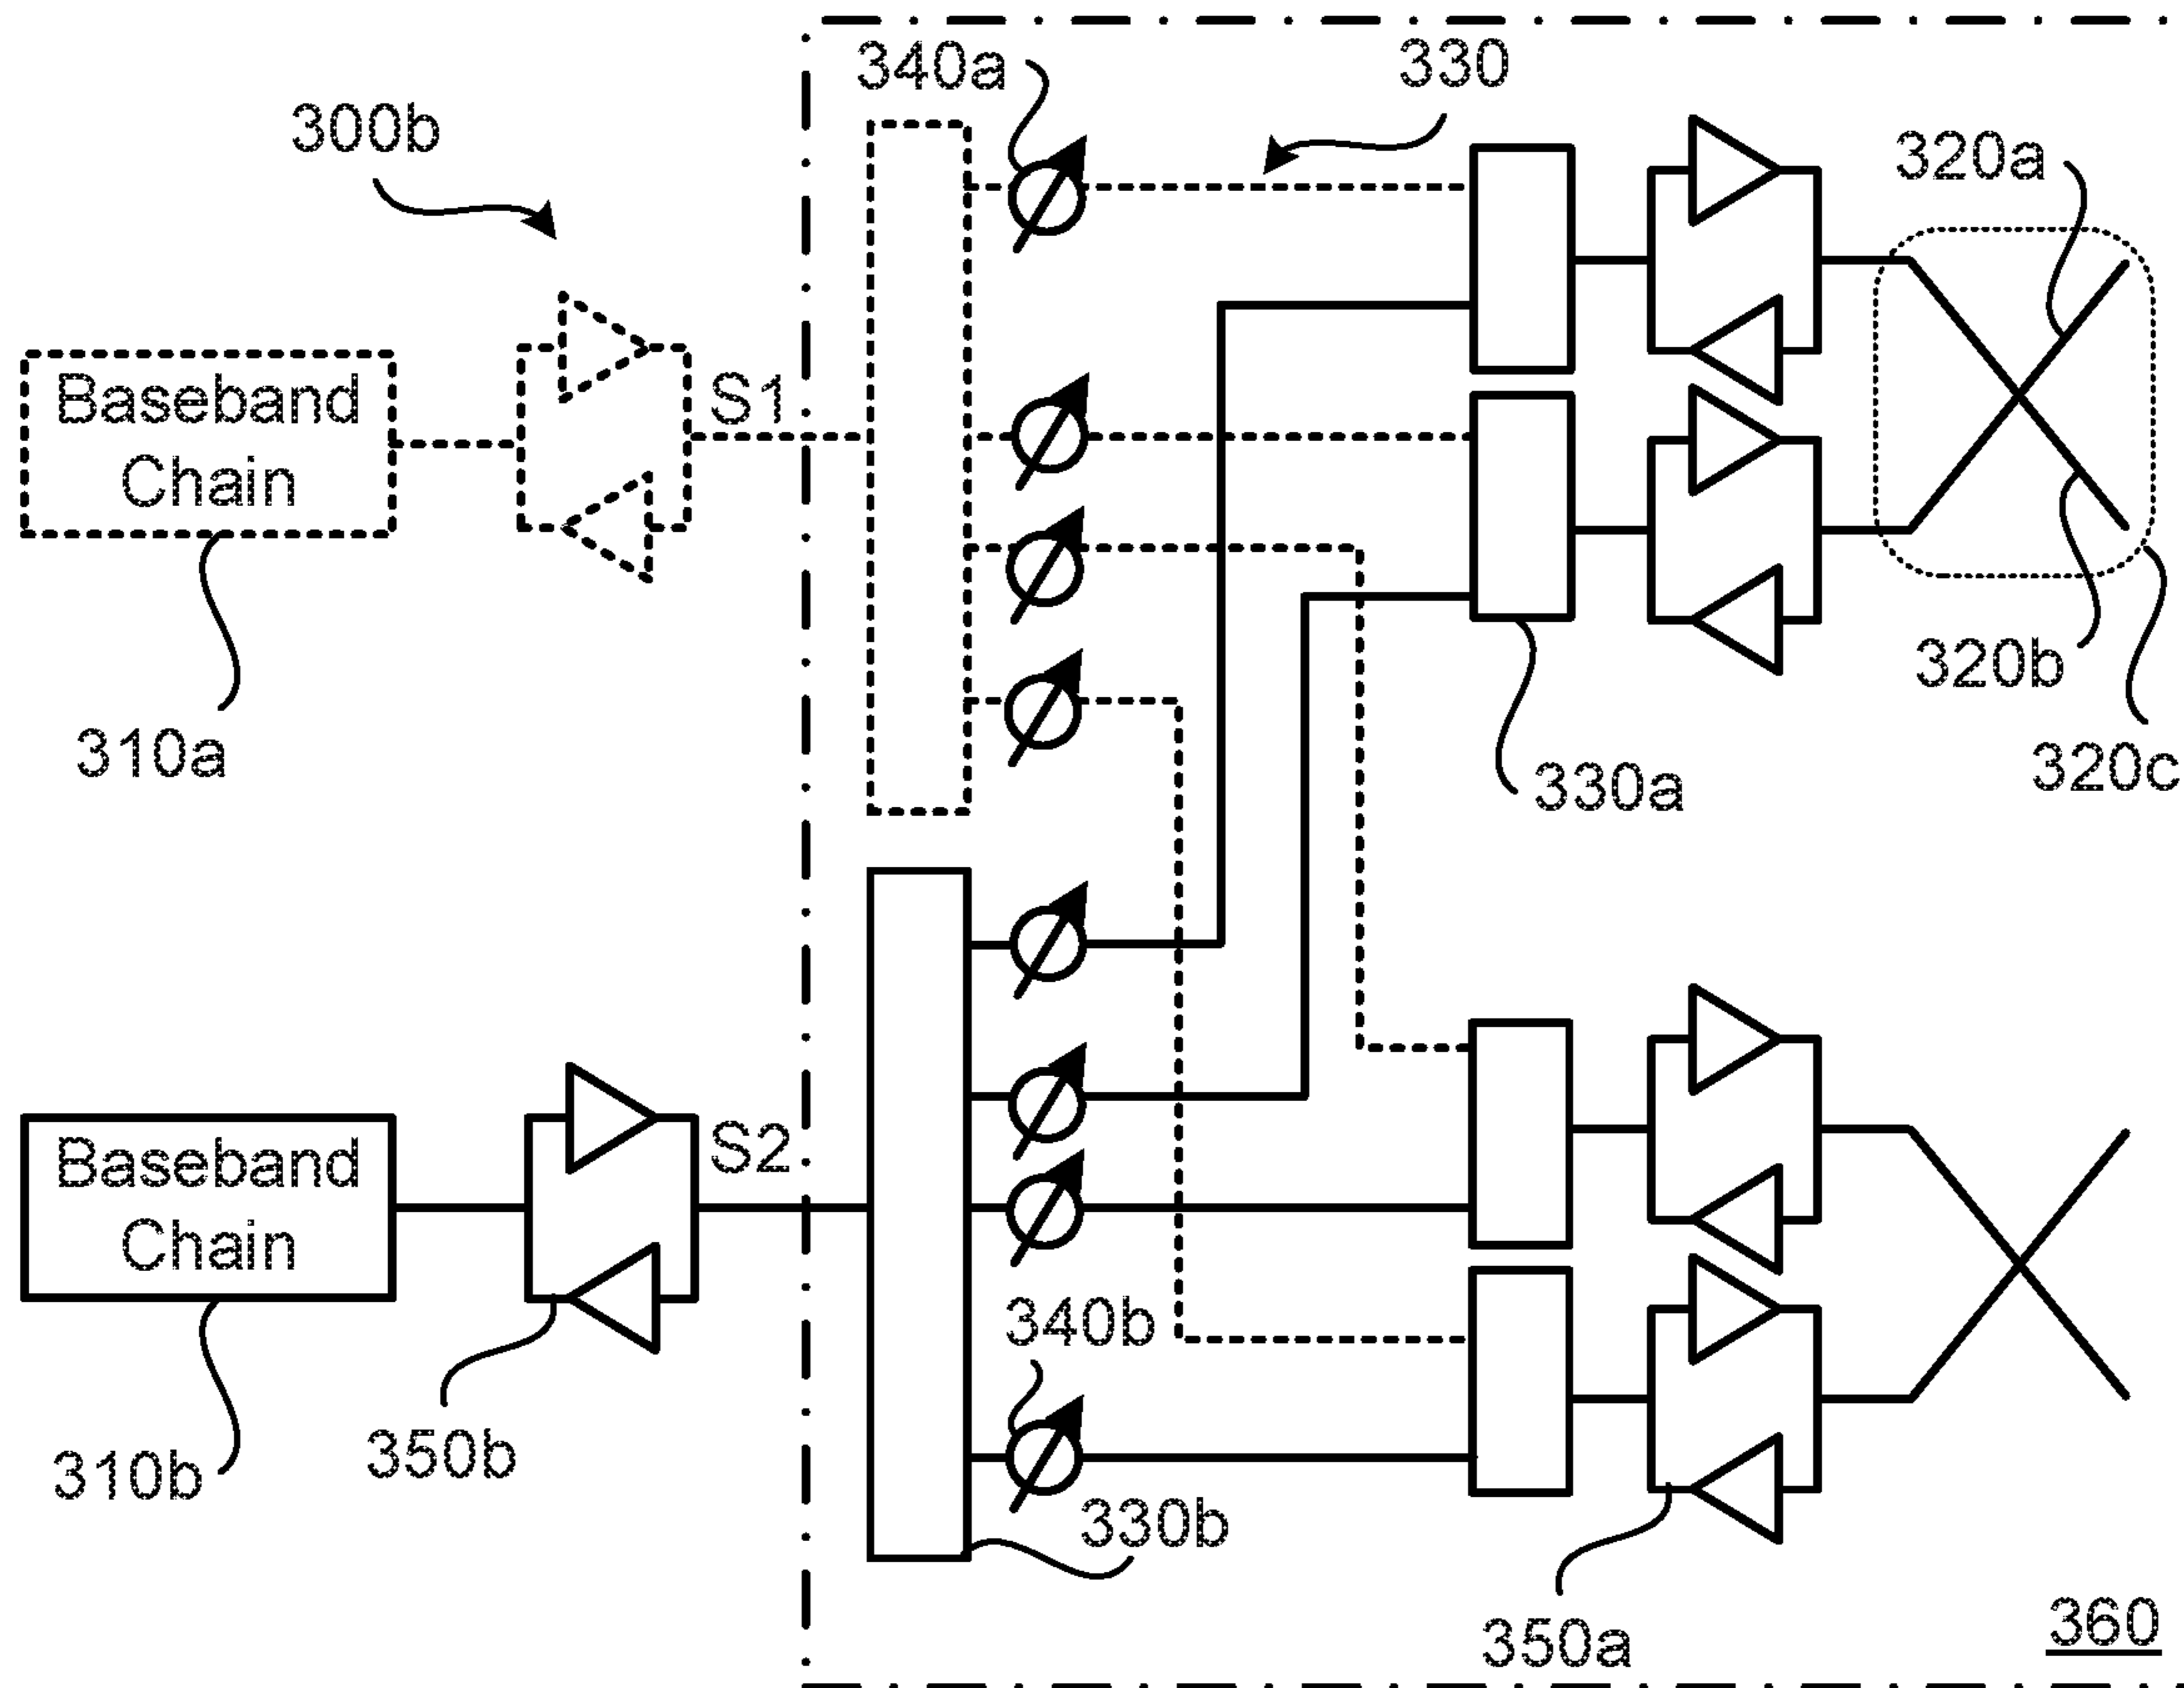 340a
330
300b
320a
Baseband
Chain
S1
320b
310a
330a
320c
Baseband
Chain
S2
340b
350b
310b
330b
350a
360